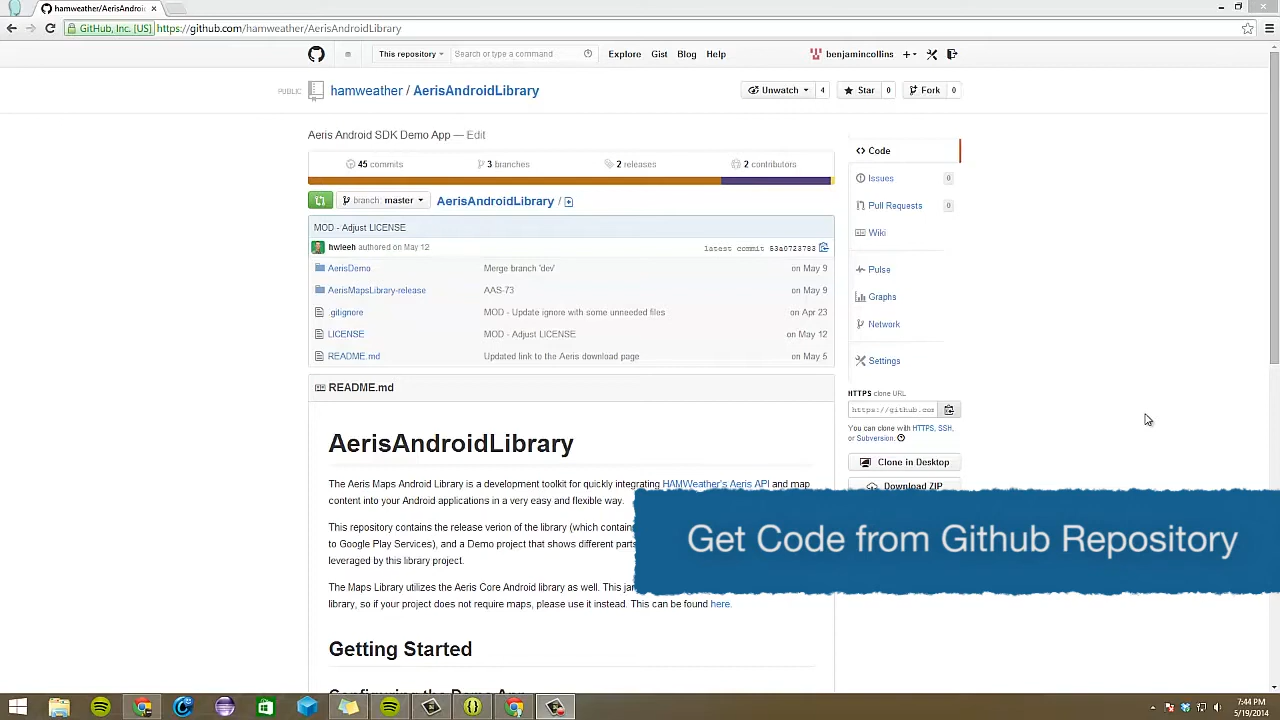 hamweather/AerisAndroi
GitHub, Inc. [US] https://github.com/hamweather/AerisAndroidLibrary
This repository Search or type a command Explore Gist Blog Help benjamincollins
PUBLIC hamweather / AerisAndroidLibrary Unwatch 4 Star 0 Fork 0
Aeris Android SDK Demo App — Edit
45 commits 3 branches 2 releases 2 contributors
branch: master AerisAndroidLibrary /
MOD - Adjust LICENSE
hwleeh authored on May 12 latest commit 83a0723783
AerisDemo Merge branch 'dev' on May 9
AerisMapsLibrary-release AAS-73 on May 9
.gitignore MOD - Update ignore with some unneeded files on Apr 23
LICENSE MOD - Adjust LICENSE on May 12
README.md Updated link to the Aeris download page on May 5
README.md
AerisAndroidLibrary
The Aeris Maps Android Library is a development toolkit for quickly integrating HAMWeather's Aeris API and map
content into your Android applications in a very easy and flexible way.
This repository contains the release verion of the library (which contain
to Google Play Services), and a Demo project that shows different parts
leveraged by this library project.
The Maps Library utilizes the Aeris Core Android library as well. This jar
library, so if your project does not require maps, please use it instead. This can be found here.
Getting Started
Configuring the Demo App
Code
Issues 0
Pull Requests 0
Wiki
Pulse
Graphs
Network
Settings
HTTPS clone URL
https://github.com
You can clone with HTTPS, SSH,
or Subversion.
Clone in Desktop
Download ZIP
Get Code from Github Repository
7:44 PM
5/19/2014